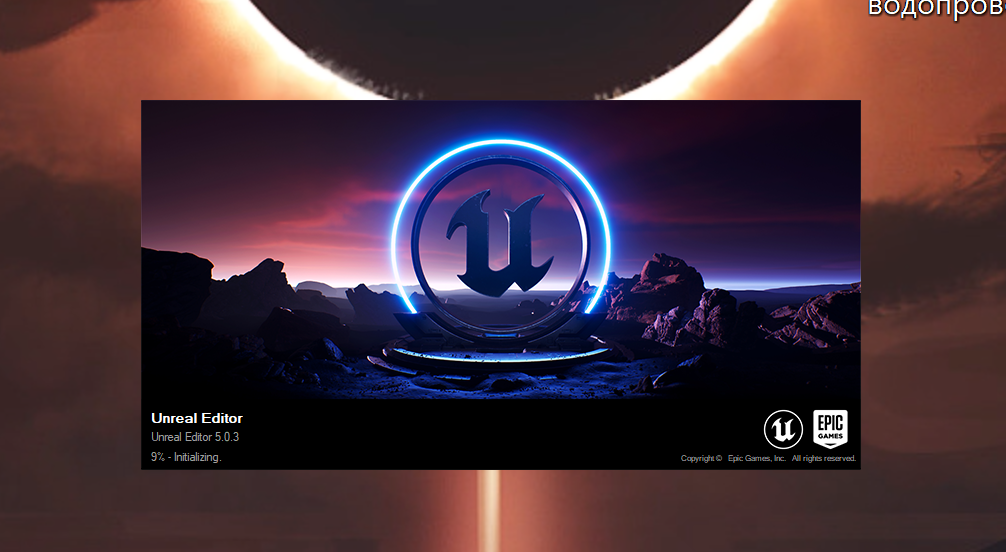 водопров
Unreal Editor
Unreal Editor 5.0.3
9% - Initializing.
EPIC
GAMES
Copyright © Epic Games, Inc. All rights reserved.